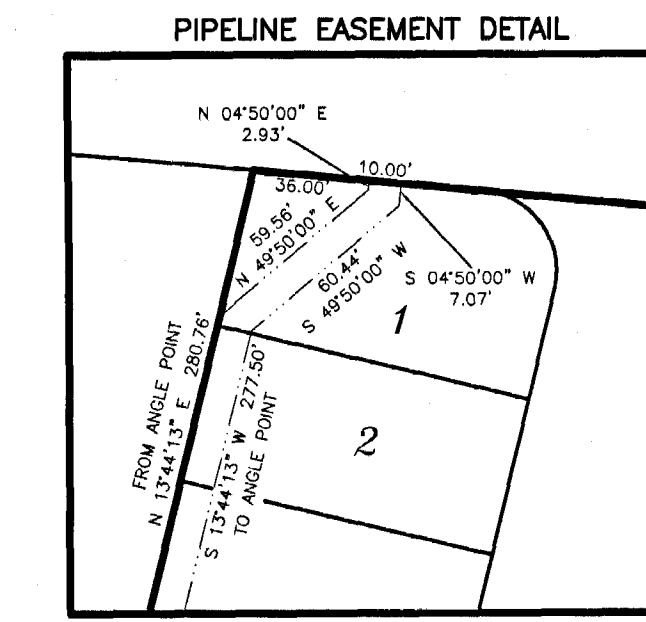 PIPELINE EASEMENT DETAIL
N 04°50'00" E
2.93'
10.00'
36.00'
59.56'
N 49°50'00" E
60.44'
S 49°50'00" W
S 04°50'00" W
7.07'
1
FROM ANGLE POINT
N 13°44'13" E 280.76'
S 13°44'13" W 277.50'
TO ANGLE POINT
2